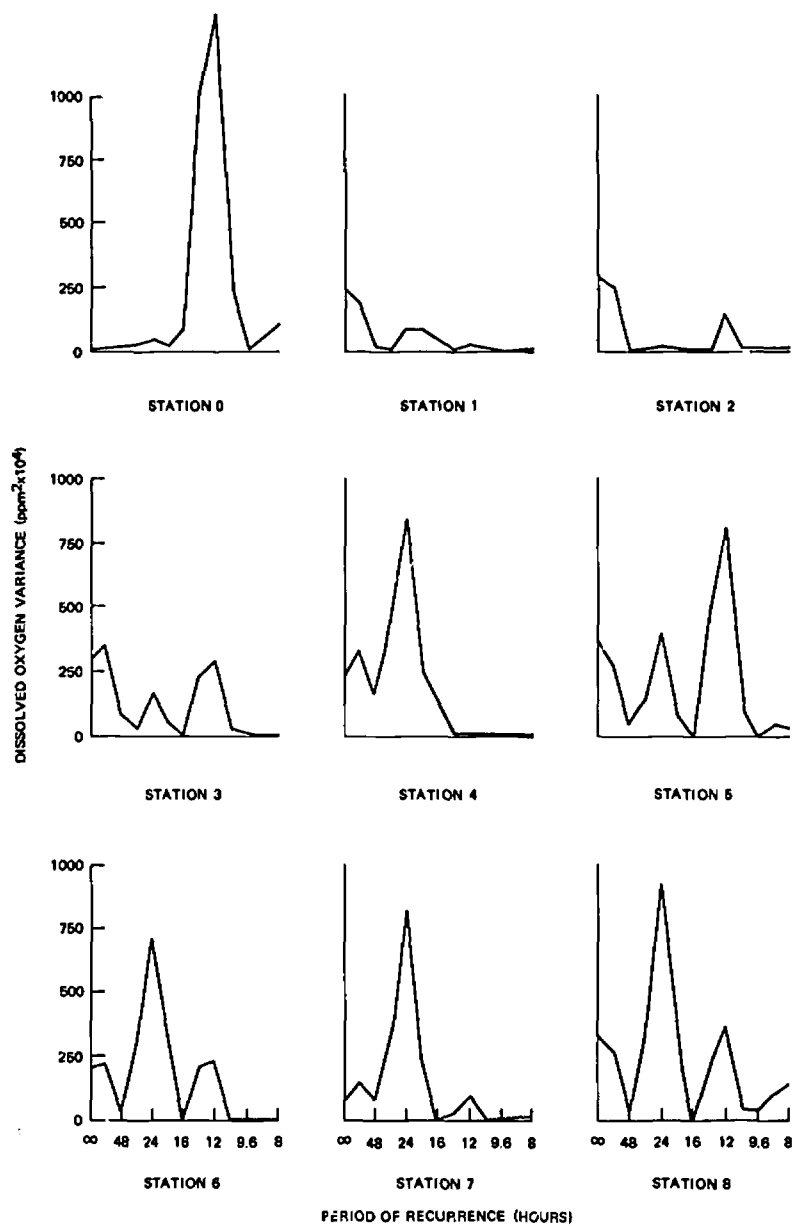 1000
750
500
250
0
STATION 0
STATION 1
STATION 2
DISSOLVED OXYGEN VARIANCE (ppm²x10⁴)
1000
750
500
250
0
STATION 3
STATION 4
STATION 5
1000
750
500
250
0
∞ 48 24 16 12 9.6 8
∞ 48 24 16 12 9.6 8
∞ 48 24 16 12 9.6 8
STATION 6
STATION 7
STATION 8
PERIOD OF RECURRENCE (HOURS)